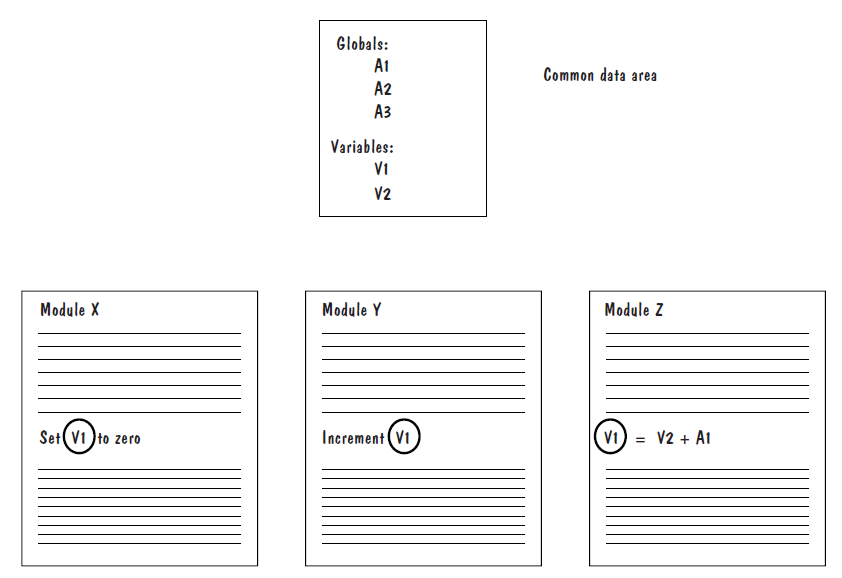 Globals:
A1
A2
A3
Variables:
V1
V2
Common data area
Module X
Set V1 to zero
Module Y
Increment V1
Module Z
V1 = V2 + A1